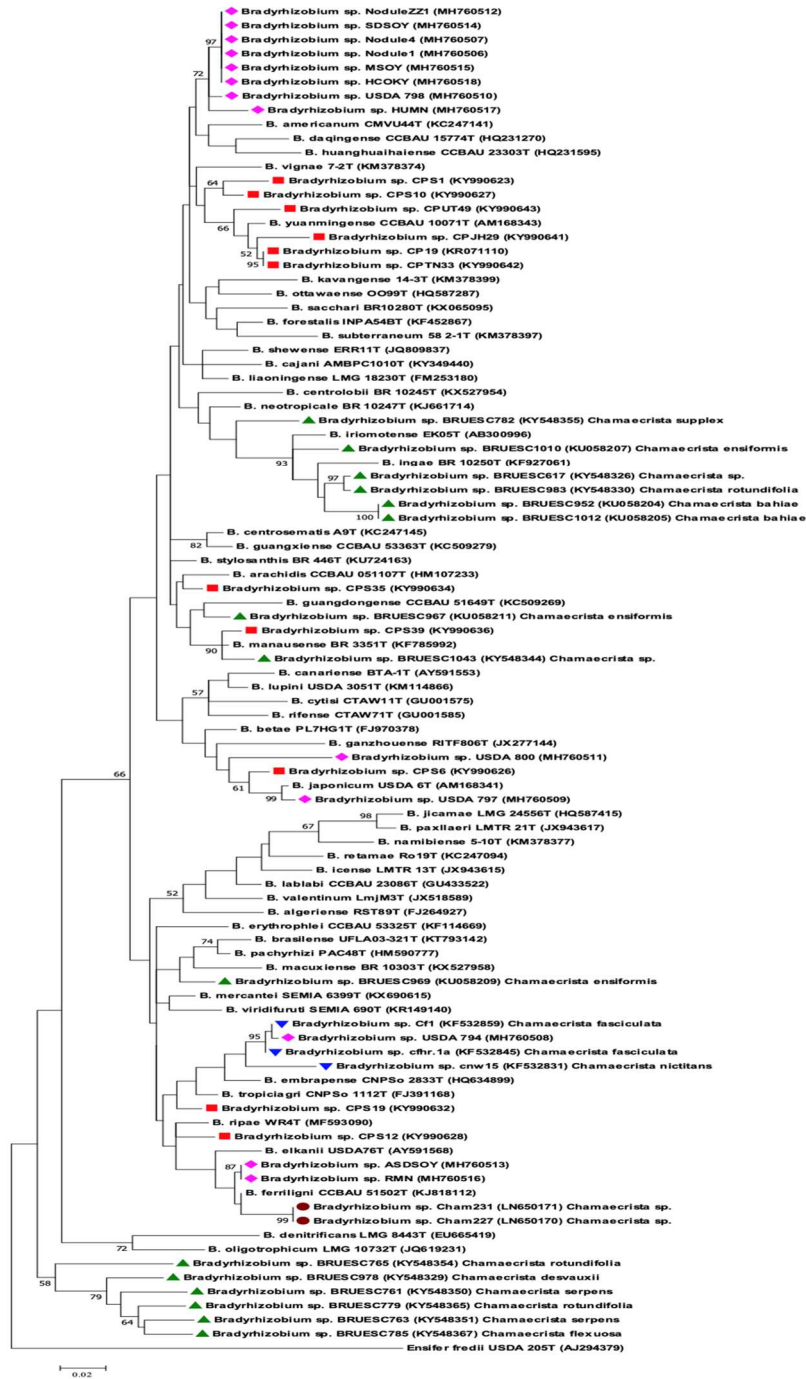 Bradyrhizobium sp. NoduleZZ1 (MH760512)
Bradyrhizobium sp. SDSOY (MH760514)
97
Bradyrhizobium sp. Nodule4 (MH760507)
Bradyrhizobium sp. Nodule1 (MH760506)
Bradyrhizobium sp. MSOY (MH760515)
72
Bradyrhizobium sp. HCOKY (MH760518)
Bradyrhizobium sp. USDA 798 (MH760510)
Bradyrhizobium sp. HUMN (MH760517)
B. americanum CMVU44T (KC247141)
B. daqingense CCBAU 15774T (HQ231270)
B. huanghuaihaiense CCBAU 23303T (HQ231595)
B. vignae 7-2T (KM378374)
64
Bradyrhizobium sp. CPS1 (KY990623)
Bradyrhizobium sp. CPS10 (KY990627)
Bradyrhizobium sp. CPUT49 (KY990643)
66
B. yuanmingense CCBAU 10071T (AM168343)
Bradyrhizobium sp. CPJH29 (KY990641)
52
Bradyrhizobium sp. CP19 (KR071110)
95
Bradyrhizobium sp. CPTN33 (KY990642)
B. kavangense 14-3T (KM378399)
B. ottawaense OO99T (HQ587287)
B. sacchari BR10280T (KX065095)
B. forestalis INPA54BT (KF452867)
B. subterraneum 58 2-1T (KM378397)
B. shewense ERR11T (JQ809837)
B. cajani AMBPC1010T (KY349440)
B. liaoningense LMG 18230T (FM253180)
B. centrolobii BR 10245T (KX527954)
B. neotropicale BR 10247T (KJ661714)
Bradyrhizobium sp. BRUESC782 (KY548355) Chamaecrista supplex
B. iriomotense EK05T (AB300996)
Bradyrhizobium sp. BRUESC1010 (KU058207) Chamaecrista ensiformis
93
B. ingae BR 10250T (KF927061)
97
Bradyrhizobium sp. BRUESC617 (KY548326) Chamaecrista sp.
Bradyrhizobium sp. BRUESC983 (KY548330) Chamaecrista rotundifolia
Bradyrhizobium sp. BRUESC952 (KU058204) Chamaecrista bahiae
100
Bradyrhizobium sp. BRUESC1012 (KU058205) Chamaecrista bahiae
B. centrosematis A9T (KC247145)
82
B. guangxiense CCBAU 53363T (KC509279)
B. stylosanthis BR 446T (KU724163)
B. arachidis CCBAU 051107T (HM107233)
Bradyrhizobium sp. CPS35 (KY990634)
B. guangdongense CCBAU 51649T (KC509269)
Bradyrhizobium sp. BRUESC967 (KU058211) Chamaecrista ensiformis
Bradyrhizobium sp. CPS39 (KY990636)
B. manausense BR 3351T (KF785992)
90
Bradyrhizobium sp. BRUESC1043 (KY548344) Chamaecrista sp.
B. canariense BTA-1T (AY591553)
B. lupini USDA 3051T (KM114866)
57
B. cytisi CTAW11T (GU001575)
B. rifense CTAW71T (GU001585)
B. betae PL7HG1T (FJ970378)
B. ganzhouense RITF806T (JX277144)
Bradyrhizobium sp. USDA 800 (MH760511)
Bradyrhizobium sp. CPS6 (KY990626)
66
61
B. japonicum USDA 6T (AM168341)
99
Bradyrhizobium sp. USDA 797 (MH760509)
B. jicamae LMG 24556T (HQ587415)
98
B. paxllaeri LMTR 21T (JX943617)
67
B. namibiense 5-10T (KM378377)
B. retamae Ro19T (KC247094)
B. icense LMTR 13T (JX943615)
B. lablabi CCBAU 23086T (GU433522)
52
B. valentinum LmjM3T (JX518589)
B. algeriense RST89T (FJ264927)
B. erythrophlei CCBAU 53325T (KF114669)
B. brasilense UFLA03-321T (KT793142)
74
B. pachyrhizi PAC48T (HM590777)
B. macuxiense BR 10303T (KX527958)
Bradyrhizobium sp. BRUESC969 (KU058209) Chamaecrista ensiformis
B. mercantei SEMIA 6399T (KX690615)
B. viridifuruti SEMIA 690T (KR149140)
Bradyrhizobium sp. Cf1 (KF532859) Chamaecrista fasciculata
95
Bradyrhizobium sp. USDA 794 (MH760508)
Bradyrhizobium sp. cfhr.1a (KF532845) Chamaecrista fasciculata
Bradyrhizobium sp. cnw15 (KF532831) Chamaecrista nictitans
B. embrapense CNPSo 2833T (HQ634899)
B. tropiciagri CNPSo 1112T (FJ391168)
Bradyrhizobium sp. CPS19 (KY990632)
B. ripae WR4T (MF593090)
Bradyrhizobium sp. CPS12 (KY990628)
B. elkanii USDA76T (AY591568)
87
Bradyrhizobium sp. ASDSOY (MH760513)
Bradyrhizobium sp. RMN (MH760516)
B. ferriligni CCBAU 51502T (KJ818112)
Bradyrhizobium sp. Cham231 (LN650171) Chamaecrista sp.
99
Bradyrhizobium sp. Cham227 (LN650170) Chamaecrista sp.
B. denitrificans LMG 8443T (EU665419)
72
B. oligotrophicum LMG 10732T (JQ619231)
Bradyrhizobium sp. BRUESC765 (KY548354) Chamaecrista rotundifolia
58
Bradyrhizobium sp. BRUESC978 (KY548329) Chamaecrista desvauxii
79
Bradyrhizobium sp. BRUESC761 (KY548350) Chamaecrista serpens
Bradyrhizobium sp. BRUESC779 (KY548365) Chamaecrista rotundifolia
64
Bradyrhizobium sp. BRUESC763 (KY548351) Chamaecrista serpens
Bradyrhizobium sp. BRUESC785 (KY548367) Chamaecrista flexuosa
Ensifer fredii USDA 205T (AJ294379)
0.02